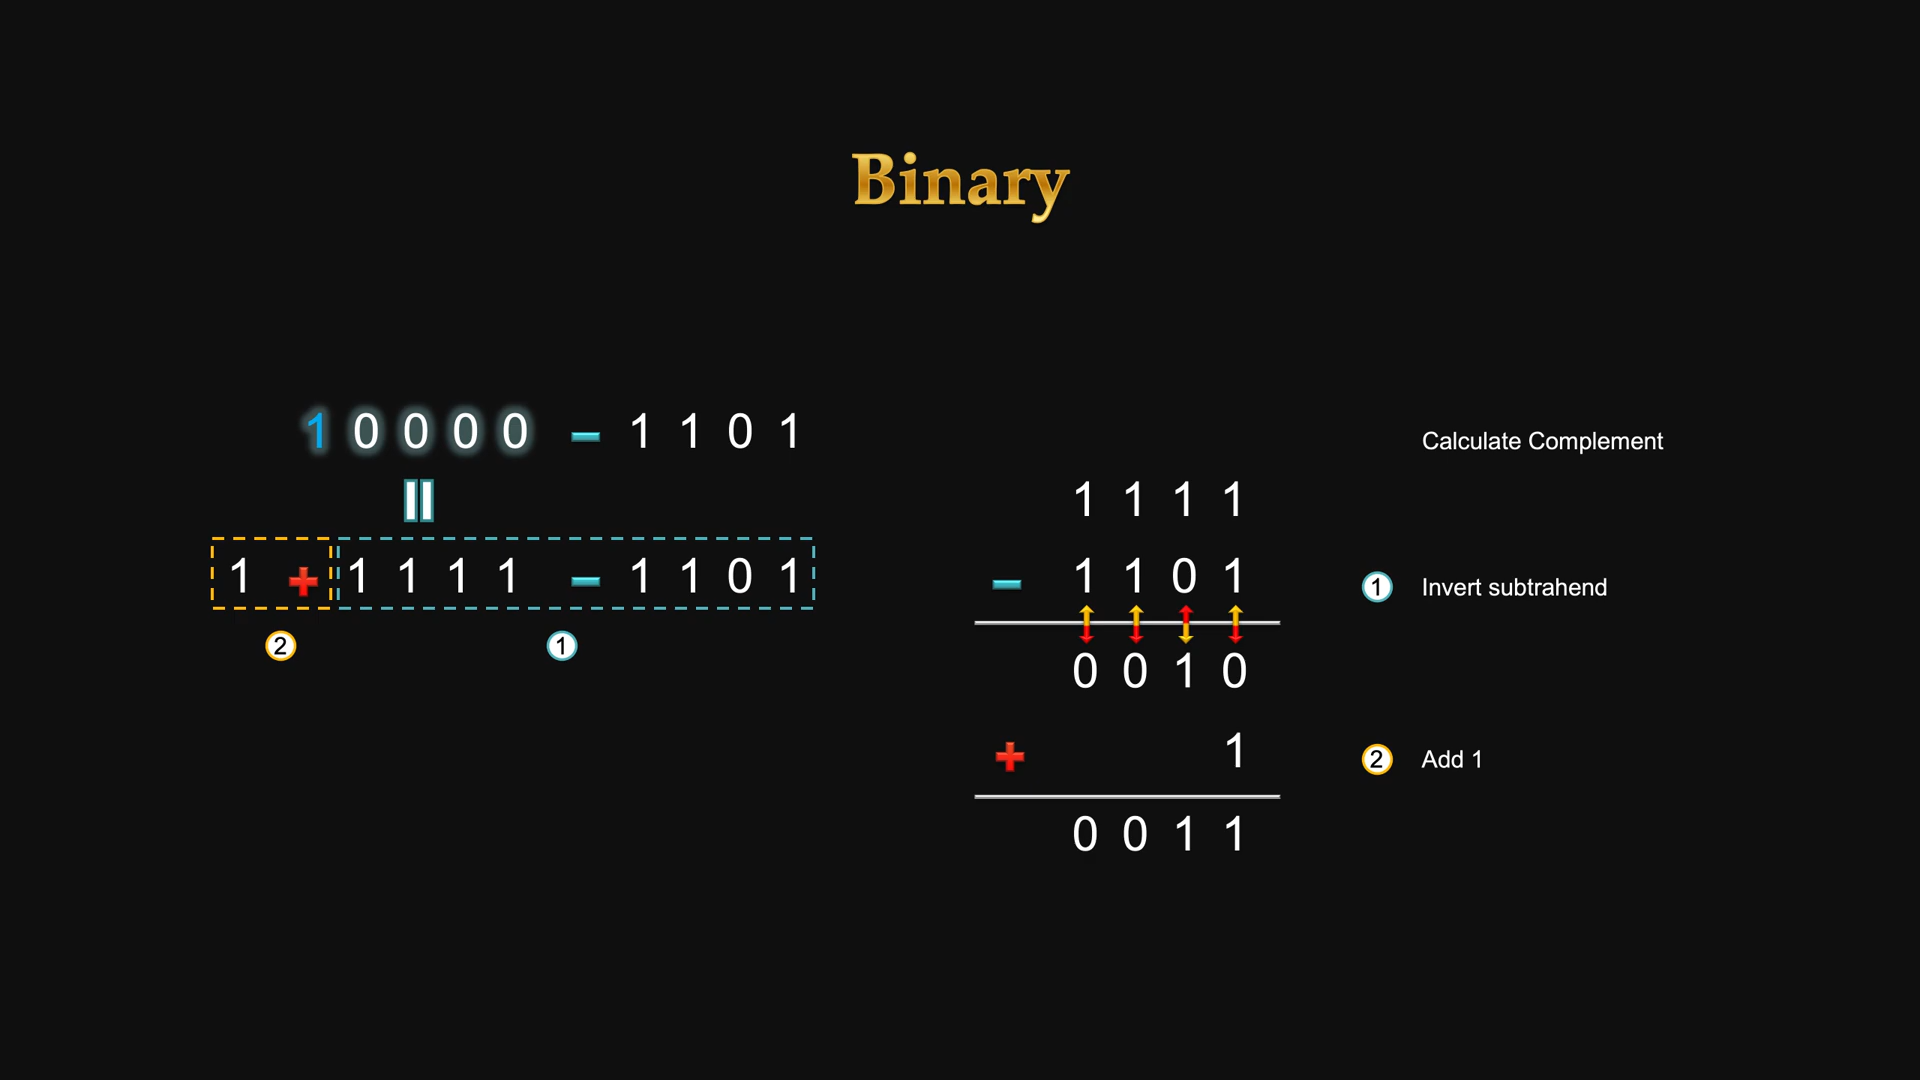 Binary
1 0 0 0 0 - 1 1 0 1
=
1 + 1 1 1 1 - 1 1 0 1
2 1
Calculate Complement
1 1 1 1
- 1 1 0 1
1 Invert subtrahend
0 0 1 0
+ 1
2 Add 1
0 0 1 1